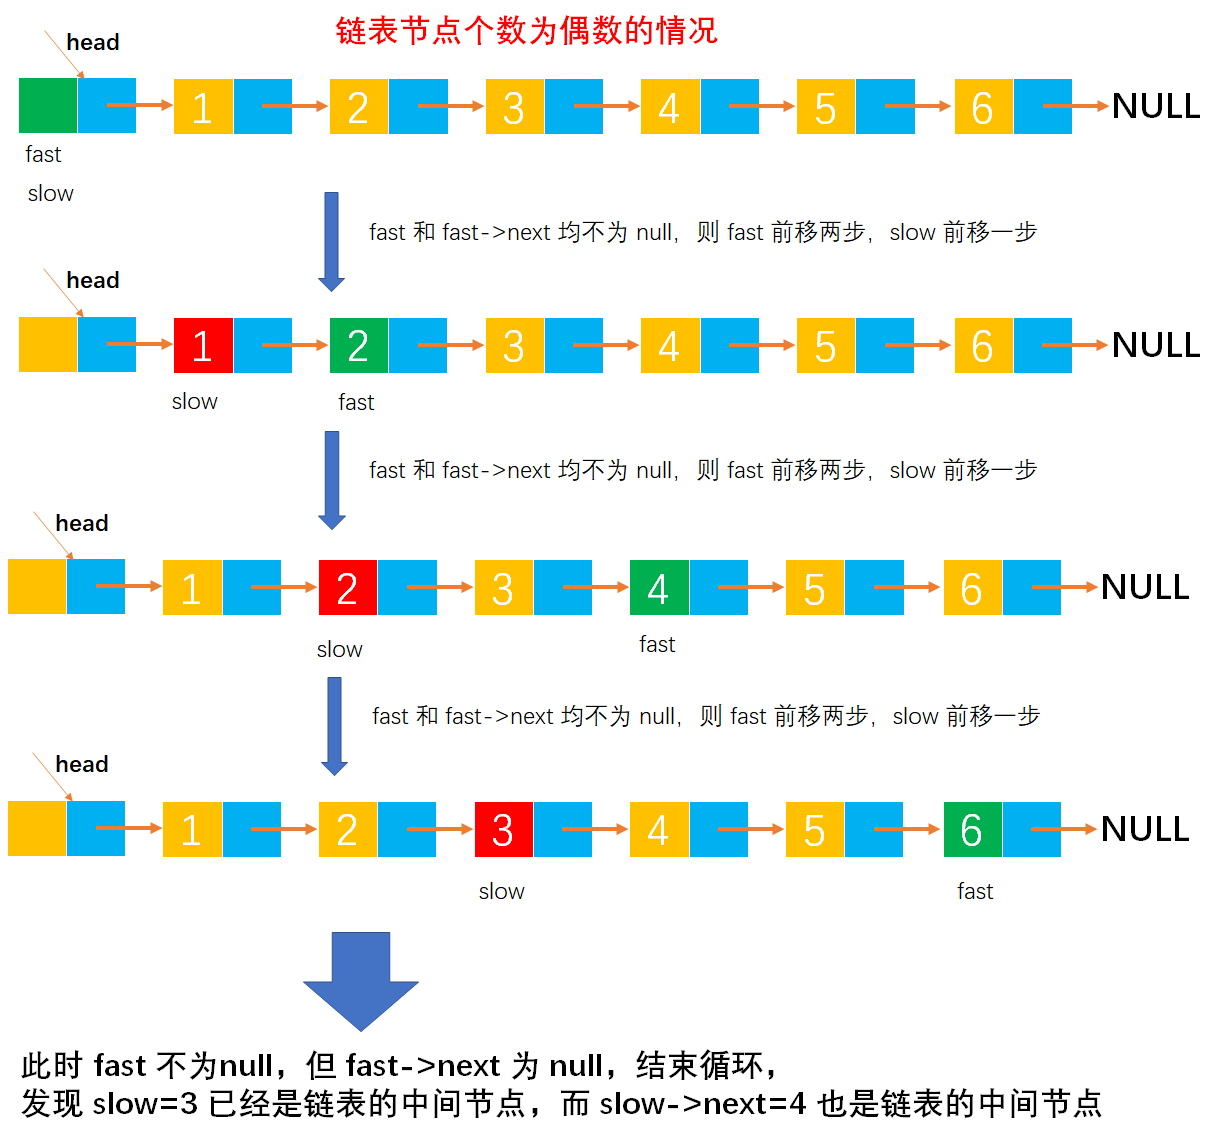 链表节点个数为偶数的情况
head
1 2 3 4 5 6 NULL
fast
slow
fast 和 fast->next 均不为 null，则 fast 前移两步，slow 前移一步
head
1 2 3 4 5 6 NULL
slow fast
fast 和 fast->next 均不为 null，则 fast 前移两步，slow 前移一步
head
1 2 3 4 5 6 NULL
slow fast
fast 和 fast->next 均不为 null，则 fast 前移两步，slow 前移一步
head
1 2 3 4 5 6 NULL
slow fast
此时 fast 不为null，但 fast->next 为 null，结束循环，
发现 slow=3 已经是链表的中间节点，而 slow->next=4 也是链表的中间节点